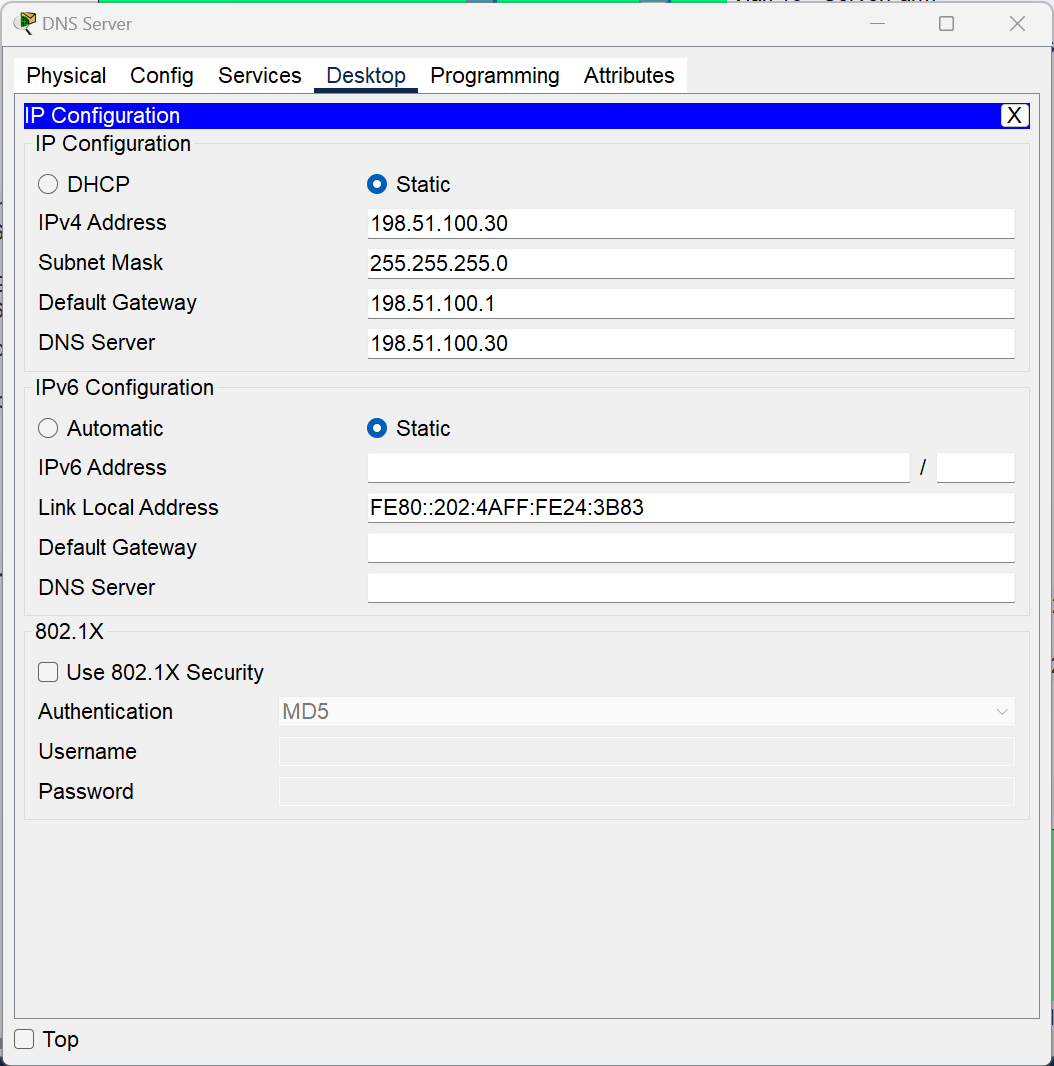 DNS Server
Physical Config Services Desktop Programming Attributes
IP Configuration X
IP Configuration
DHCP Static
IPv4 Address 198.51.100.30
Subnet Mask 255.255.255.0
Default Gateway 198.51.100.1
DNS Server 198.51.100.30
IPv6 Configuration
Automatic Static
IPv6 Address /
Link Local Address FE80::202:4AFF:FE24:3B83
Default Gateway
DNS Server
802.1X
Use 802.1X Security
Authentication MD5
Username
Password
Top